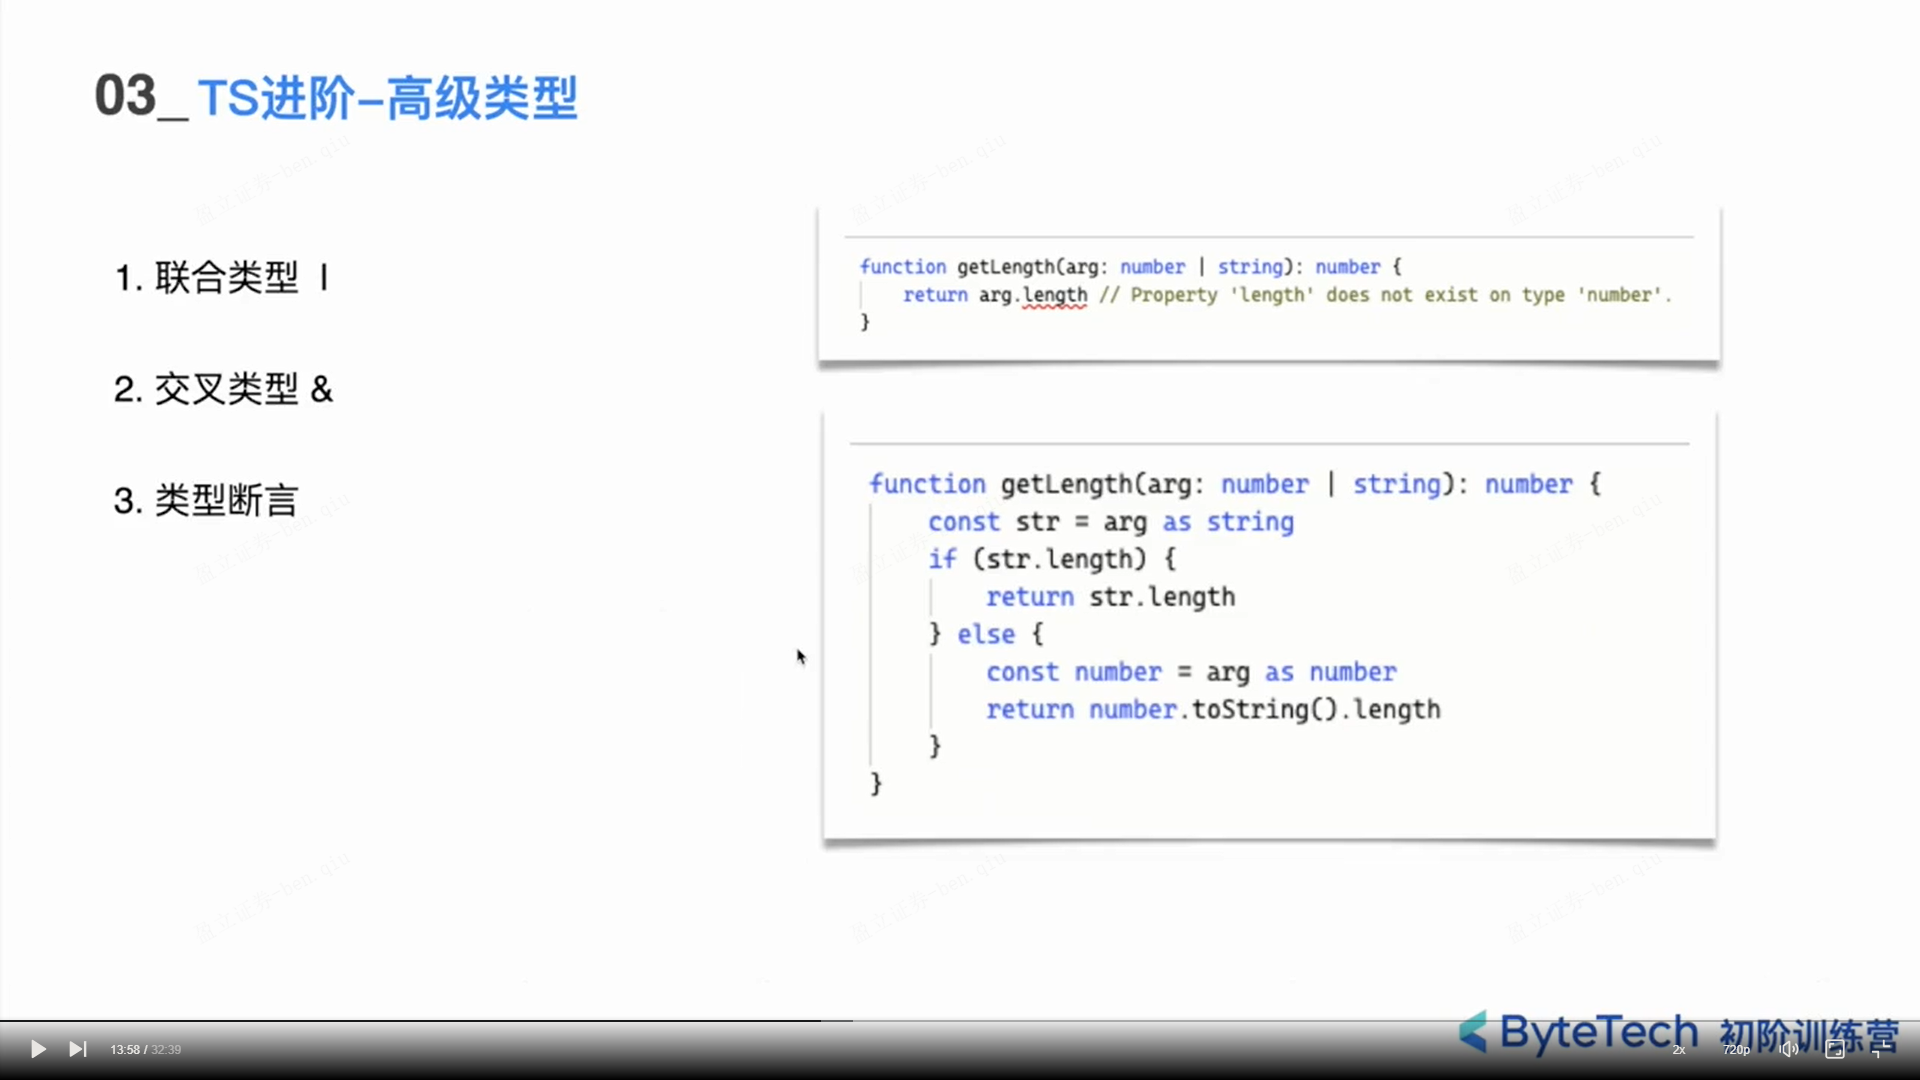 03_TS进阶-高级类型
1. 联合类型 |
2. 交叉类型 &
3. 类型断言
function getLength(arg: number | string): number {
    return arg.length // Property 'length' does not exist on type 'number'.
}
function getLength(arg: number | string): number {
    const str = arg as string
    if (str.length) {
        return str.length
    } else {
        const number = arg as number
        return number.toString().length
    }
}
ByteTech 初阶训练营
13:58 / 32:39
2x
720p